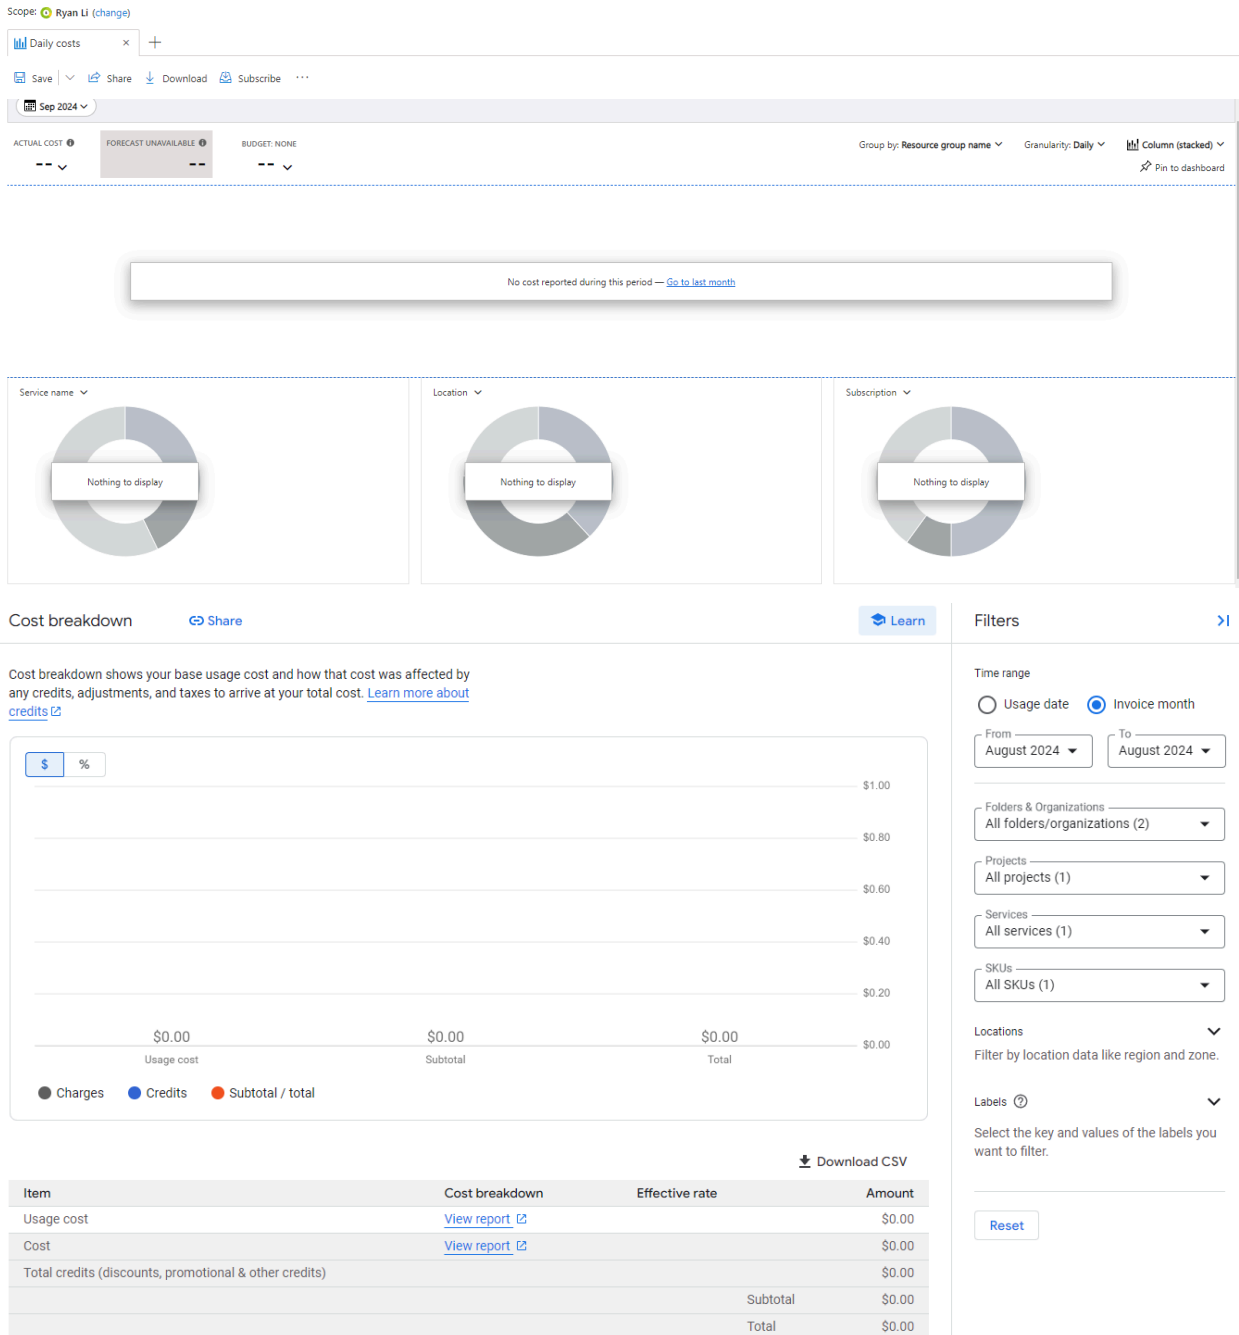 Scope: Ryan Li (change)
Daily costs ×
Save Share Download Subscribe ...
Sep 2024
ACTUAL COST FORECAST UNAVAILABLE BUDGET: NONE
Group by: Resource group name Granularity: Daily Column (stacked)
-- -- --
Pin to dashboard
No cost reported during this period — Go to last month
Service name Location Subscription
Nothing to display Nothing to display Nothing to display
Cost breakdown Share Learn
Cost breakdown shows your base usage cost and how that cost was affected by
any credits, adjustments, and taxes to arrive at your total cost. Learn more about
credits
$ %
$1.00
$0.80
$0.60
$0.40
$0.20
$0.00 $0.00 $0.00
$0.00
Usage cost Subtotal Total
Charges Credits Subtotal / total
Download CSV
Item Cost breakdown Effective rate Amount
Usage cost View report $0.00
Cost View report $0.00
Total credits (discounts, promotional & other credits) $0.00
Subtotal $0.00
Total $0.00
Filters
Time range
Usage date Invoice month
From To
August 2024 August 2024
Folders & Organizations
All folders/organizations (2)
Projects
All projects (1)
Services
All services (1)
SKUs
All SKUs (1)
Locations
Filter by location data like region and zone.
Labels ?
Select the key and values of the labels you
want to filter.
Reset